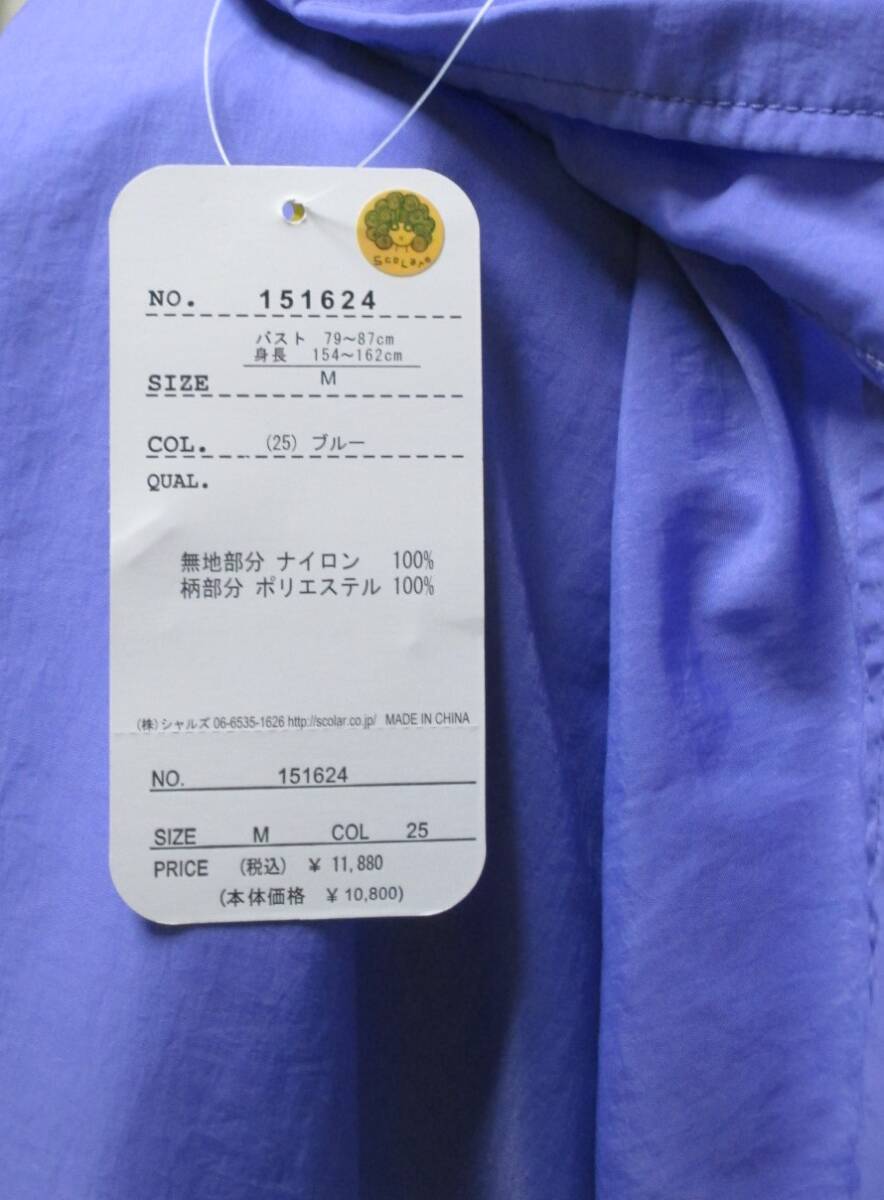 ScoLar
NO. 151624
バスト 79～87cm
身長 154～162cm
SIZE M
COL. (25) ブルー
QUAL.
無地部分 ナイロン 100%
柄部分 ポリエステル 100%
(株)シャルズ 06-6535-1626 http://scolar.co.jp/ MADE IN CHINA
NO. 151624
SIZE M COL 25
PRICE (税込) ¥ 11,880
(本体価格 ¥ 10,800)